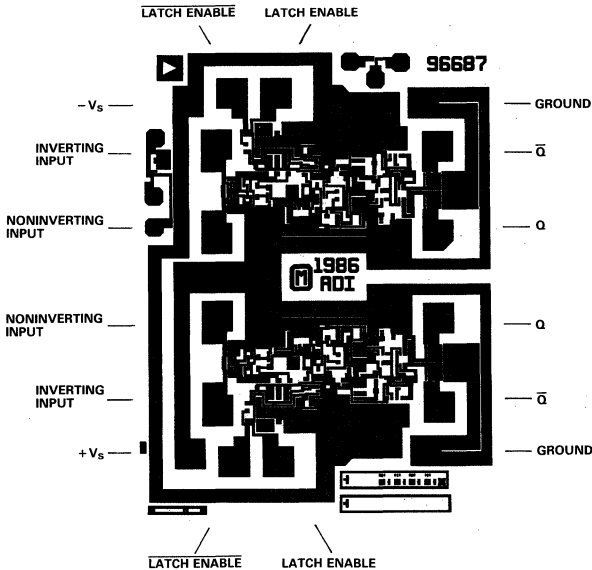 LATCH ENABLE LATCH ENABLE
96687
-Vs GROUND
INVERTING
INPUT
Q̅
NONINVERTING
INPUT
Q
M 1986
ADI
NONINVERTING
INPUT
Q
INVERTING
INPUT
Q̅
+Vs GROUND
LATCH ENABLE LATCH ENABLE